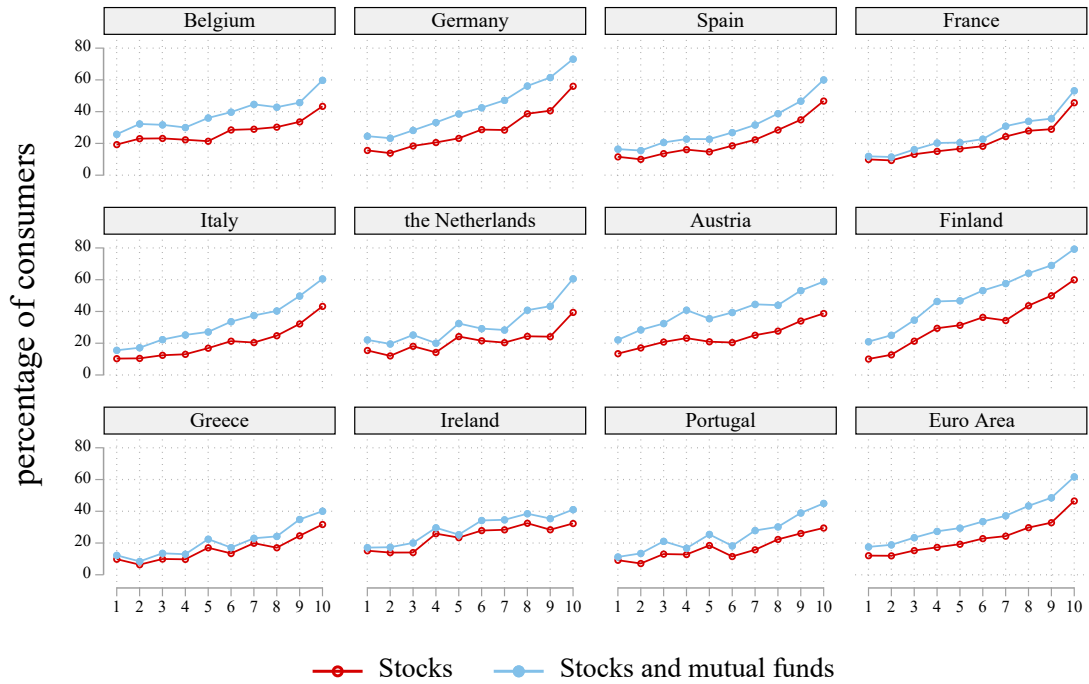 percentage of consumers
Belgium
Germany
Spain
France
80
60
40
20
0
Italy
the Netherlands
Austria
Finland
80
60
40
20
0
Greece
Ireland
Portugal
Euro Area
80
60
40
20
0
1 2 3 4 5 6 7 8 9 10
1 2 3 4 5 6 7 8 9 10
1 2 3 4 5 6 7 8 9 10
1 2 3 4 5 6 7 8 9 10
Stocks
Stocks and mutual funds